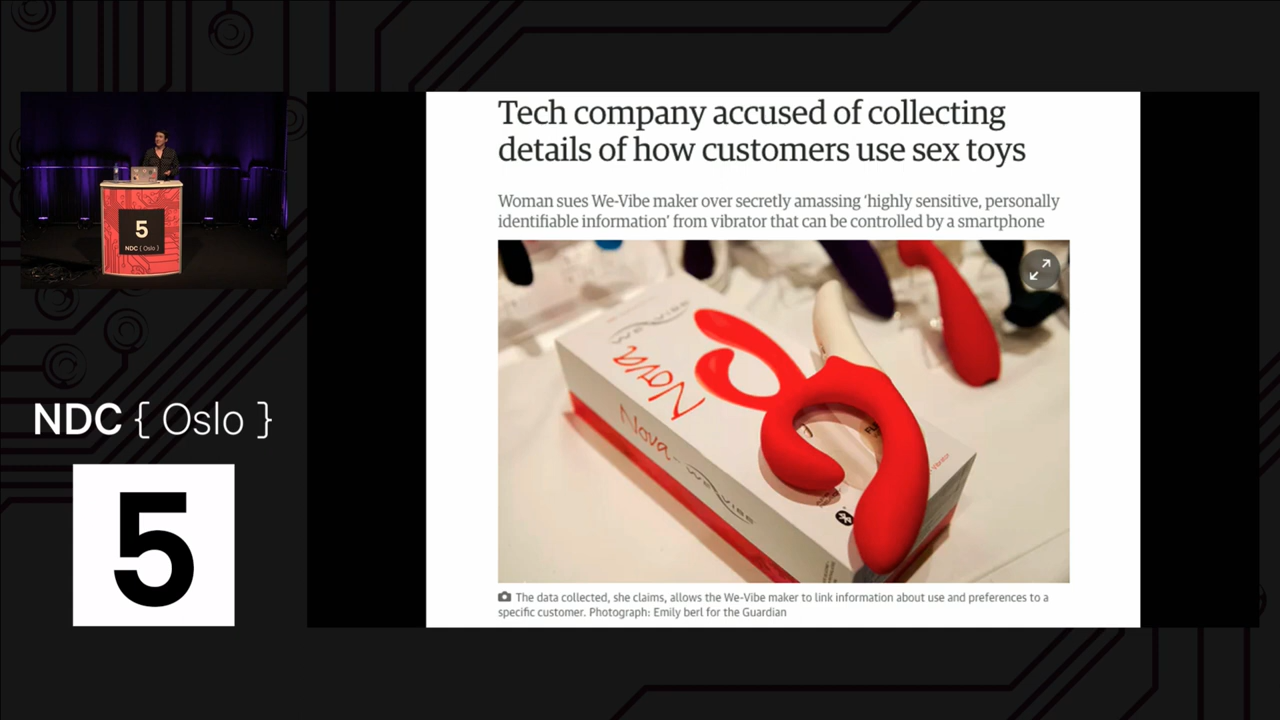 Tech company accused of collecting
details of how customers use sex toys
Woman sues We-Vibe maker over secretly amassing ‘highly sensitive, personally
identifiable information’ from vibrator that can be controlled by a smartphone
5
NDC { Oslo }
Nova
Nova
WE-VIBE
NDC { Oslo }
5
The data collected, she claims, allows the We-Vibe maker to link information about use and preferences to a
specific customer. Photograph: Emily berl for the Guardian